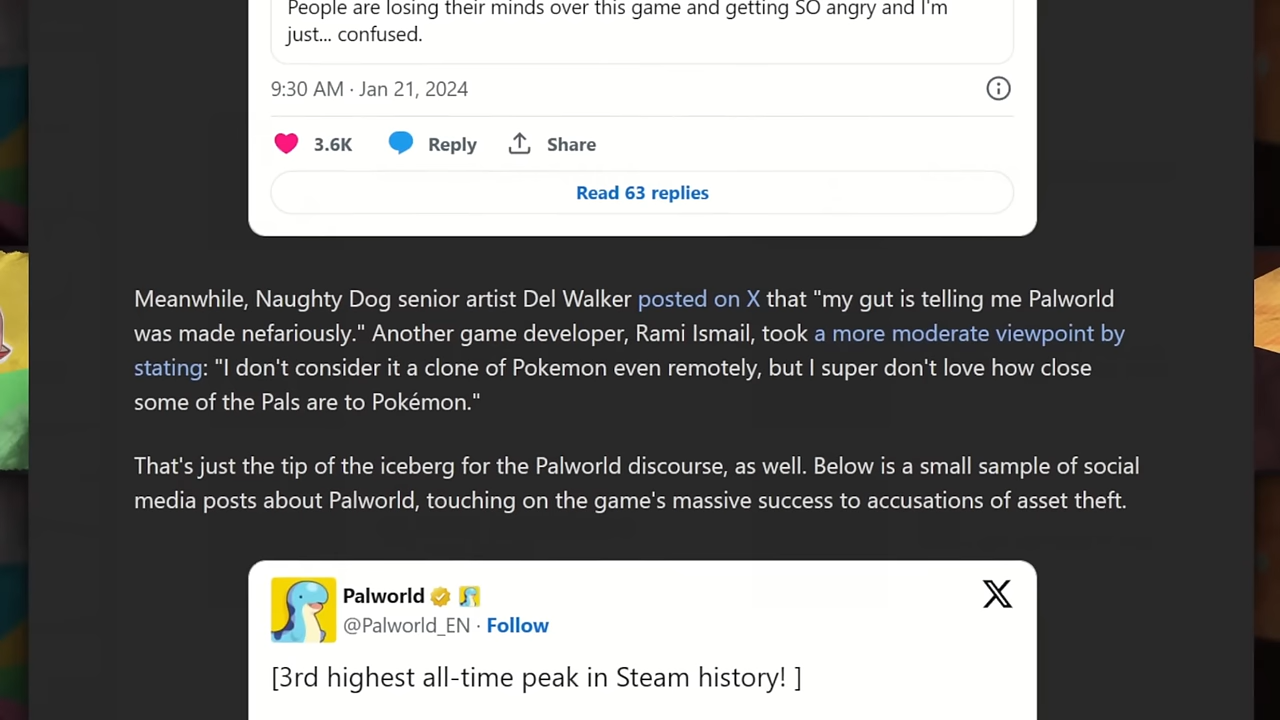 People are losing their minds over this game and getting SO angry and I'm
just... confused.
9:30 AM · Jan 21, 2024
3.6K Reply Share
Read 63 replies
Meanwhile, Naughty Dog senior artist Del Walker posted on X that "my gut is telling me Palworld
was made nefariously." Another game developer, Rami Ismail, took a more moderate viewpoint by
stating: "I don't consider it a clone of Pokemon even remotely, but I super don't love how close
some of the Pals are to Pokémon."
That's just the tip of the iceberg for the Palworld discourse, as well. Below is a small sample of social
media posts about Palworld, touching on the game's massive success to accusations of asset theft.
Palworld
@Palworld_EN · Follow
[3rd highest all-time peak in Steam history! ]